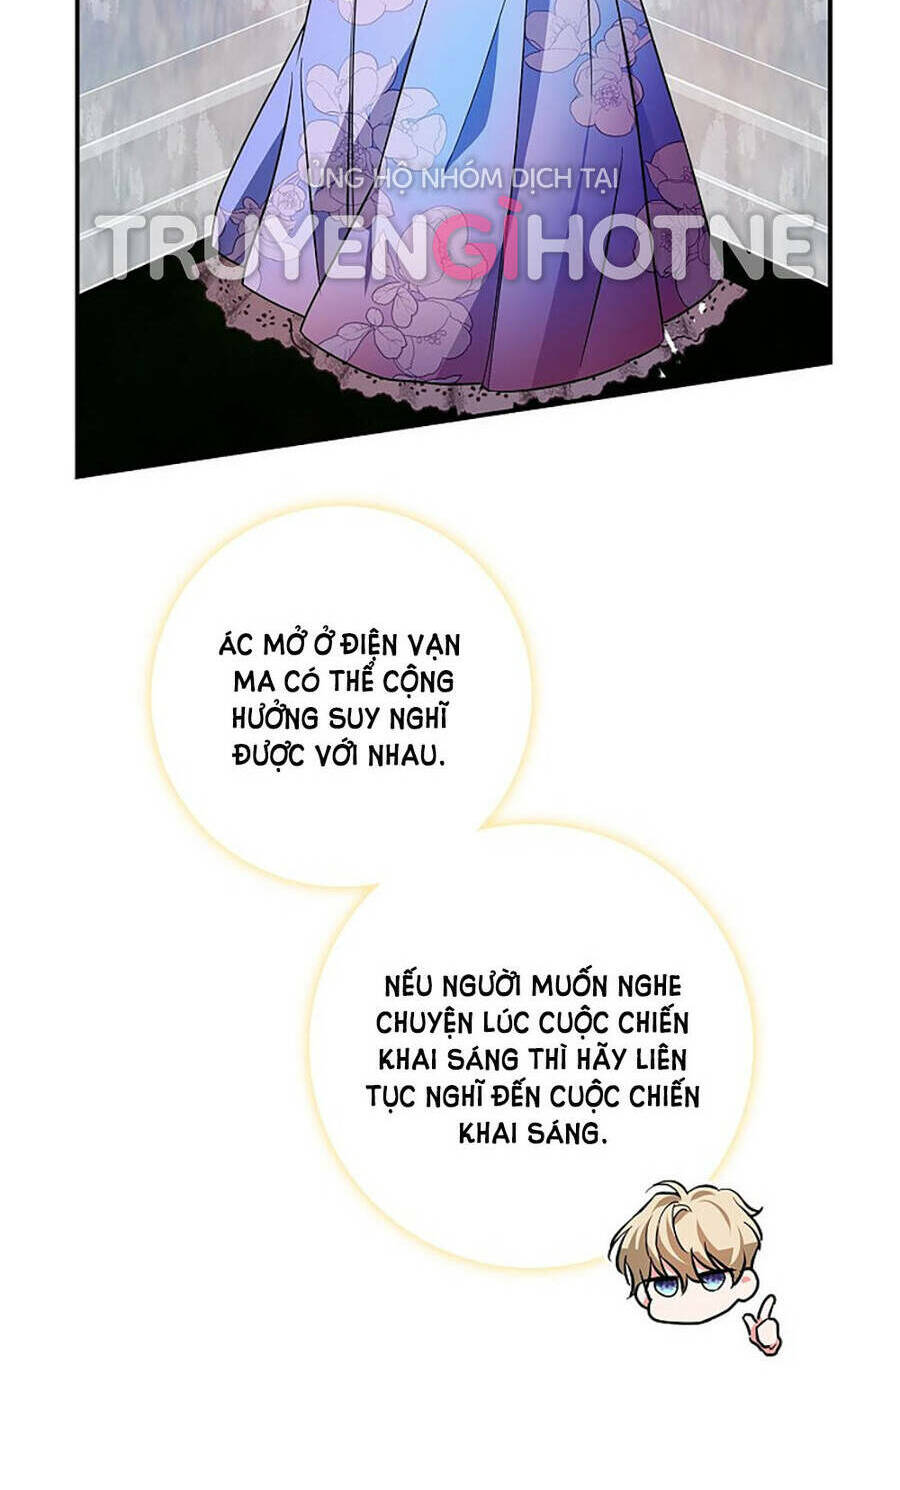 ỦNG HỘ NHÓM DỊCH TẠI
TRUYENGÌHOTNE
ÁC MỞ Ở ĐIỆN VẠN
MA CÓ THỂ CỘNG
HƯỞNG SUY NGHĨ
ĐƯỢC VỚI NHAU.
NẾU NGƯỜI MUỐN NGHE
CHUYỆN LÚC CUỘC CHIẾN
KHAI SÁNG THÌ HÃY LIÊN
TỤC NGHĨ ĐẾN CUỘC CHIẾN
KHAI SÁNG.